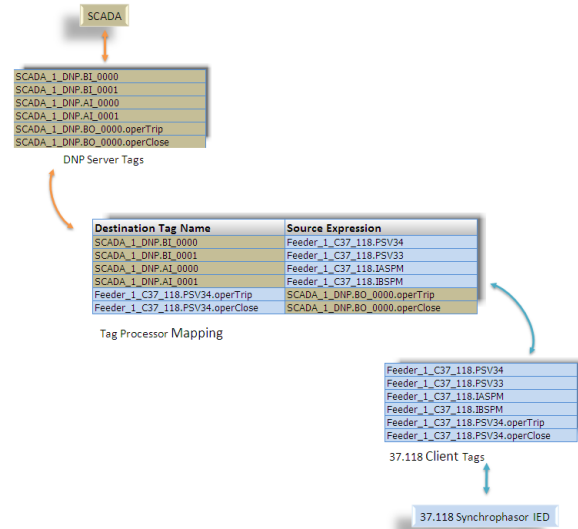 SCADA
SCADA_1_DNP.BI_0000
SCADA_1_DNP.BI_0001
SCADA_1_DNP.AI_0000
SCADA_1_DNP.AI_0001
SCADA_1_DNP.BO_0000.operTrip
SCADA_1_DNP.BO_0000.operClose
DNP Server Tags
Destination Tag Name Source Expression
SCADA_1_DNP.BI_0000 Feeder_1_C37_118.PSV34
SCADA_1_DNP.BI_0001 Feeder_1_C37_118.PSV33
SCADA_1_DNP.AI_0000 Feeder_1_C37_118.IASPM
SCADA_1_DNP.AI_0001 Feeder_1_C37_118.IBSPM
Feeder_1_C37_118.PSV34.operTrip SCADA_1_DNP.BO_0000.operTrip
Feeder_1_C37_118.PSV34.operClose SCADA_1_DNP.BO_0000.operClose
Tag Processor Mapping
Feeder_1_C37_118.PSV34
Feeder_1_C37_118.PSV33
Feeder_1_C37_118.IASPM
Feeder_1_C37_118.IBSPM
Feeder_1_C37_118.PSV34.operTrip
Feeder_1_C37_118.PSV34.operClose
37.118 Client Tags
37.118 Synchrophasor IED